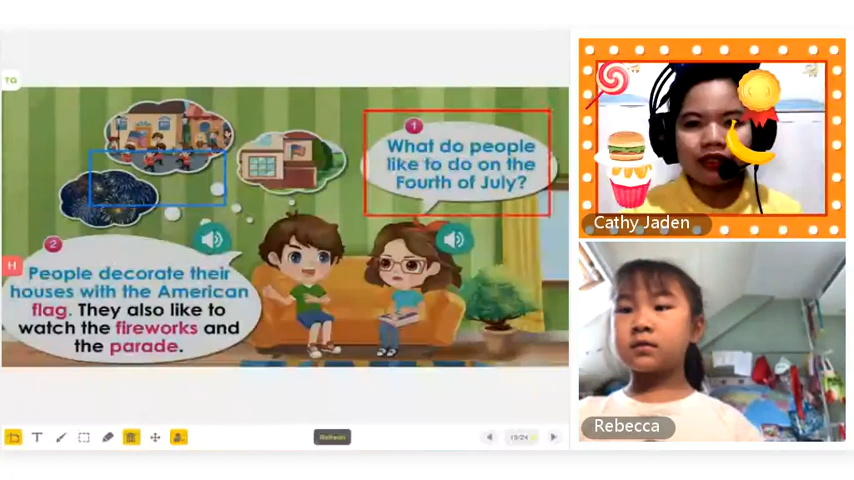 TG
1
What do people
like to do on the
Fourth of July?
2
H
People decorate their
houses with the American
flag. They also like to
watch the fireworks and
the parade.
T
Cathy Jaden
Rebecca